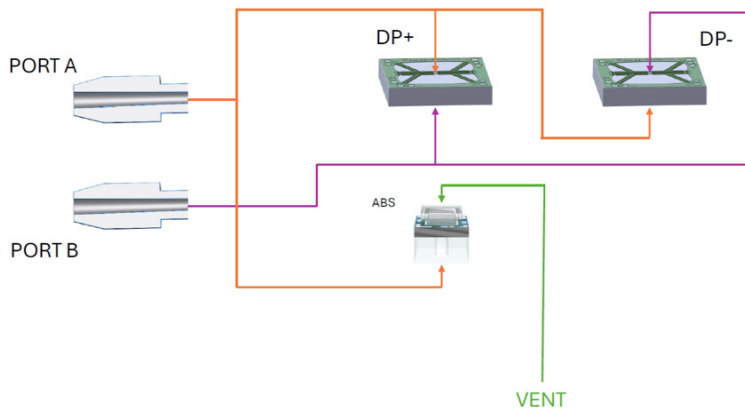 DP+
DP-
PORT A
ABS
PORT B
VENT